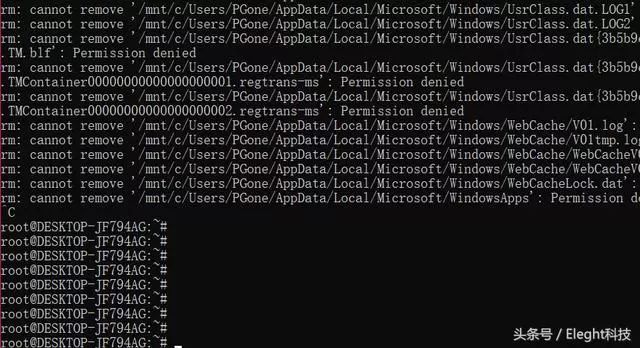 rm: cannot remove '/mnt/c/Users/PGone/AppData/Local/Microsoft/Windows/UsrClass.dat.LOG1'
rm: cannot remove '/mnt/c/Users/PGone/AppData/Local/Microsoft/Windows/UsrClass.dat.LOG2'
rm: cannot remove '/mnt/c/Users/PGone/AppData/Local/Microsoft/Windows/UsrClass.dat{3b5b9c
.TM.blf': Permission denied
rm: cannot remove '/mnt/c/Users/PGone/AppData/Local/Microsoft/Windows/UsrClass.dat{3b5b9c
.TMContainer00000000000000000001.regtrans-ms': Permission denied
rm: cannot remove '/mnt/c/Users/PGone/AppData/Local/Microsoft/Windows/UsrClass.dat{3b5b9c
.TMContainer00000000000000000002.regtrans-ms': Permission denied
rm: cannot remove '/mnt/c/Users/PGone/AppData/Local/Microsoft/Windows/WebCache/V01.log':
rm: cannot remove '/mnt/c/Users/PGone/AppData/Local/Microsoft/Windows/WebCache/V01tmp.log
rm: cannot remove '/mnt/c/Users/PGone/AppData/Local/Microsoft/Windows/WebCache/WebCacheV0
rm: cannot remove '/mnt/c/Users/PGone/AppData/Local/Microsoft/Windows/WebCache/WebCacheV0
rm: cannot remove '/mnt/c/Users/PGone/AppData/Local/Microsoft/Windows/WebCacheLock.dat':
rm: cannot remove '/mnt/c/Users/PGone/AppData/Local/Microsoft/WindowsApps': Permission de
^C
root@DESKTOP-JF794AG:~#
root@DESKTOP-JF794AG:~#
root@DESKTOP-JF794AG:~#
root@DESKTOP-JF794AG:~#
root@DESKTOP-JF794AG:~#
root@DESKTOP-JF794AG:~#
root@DESKTOP-JF794AG:~#
root@DESKTOP-JF794AG:~#
root@DESKTOP-JF794AG:~#
头条号 / Eleght科技